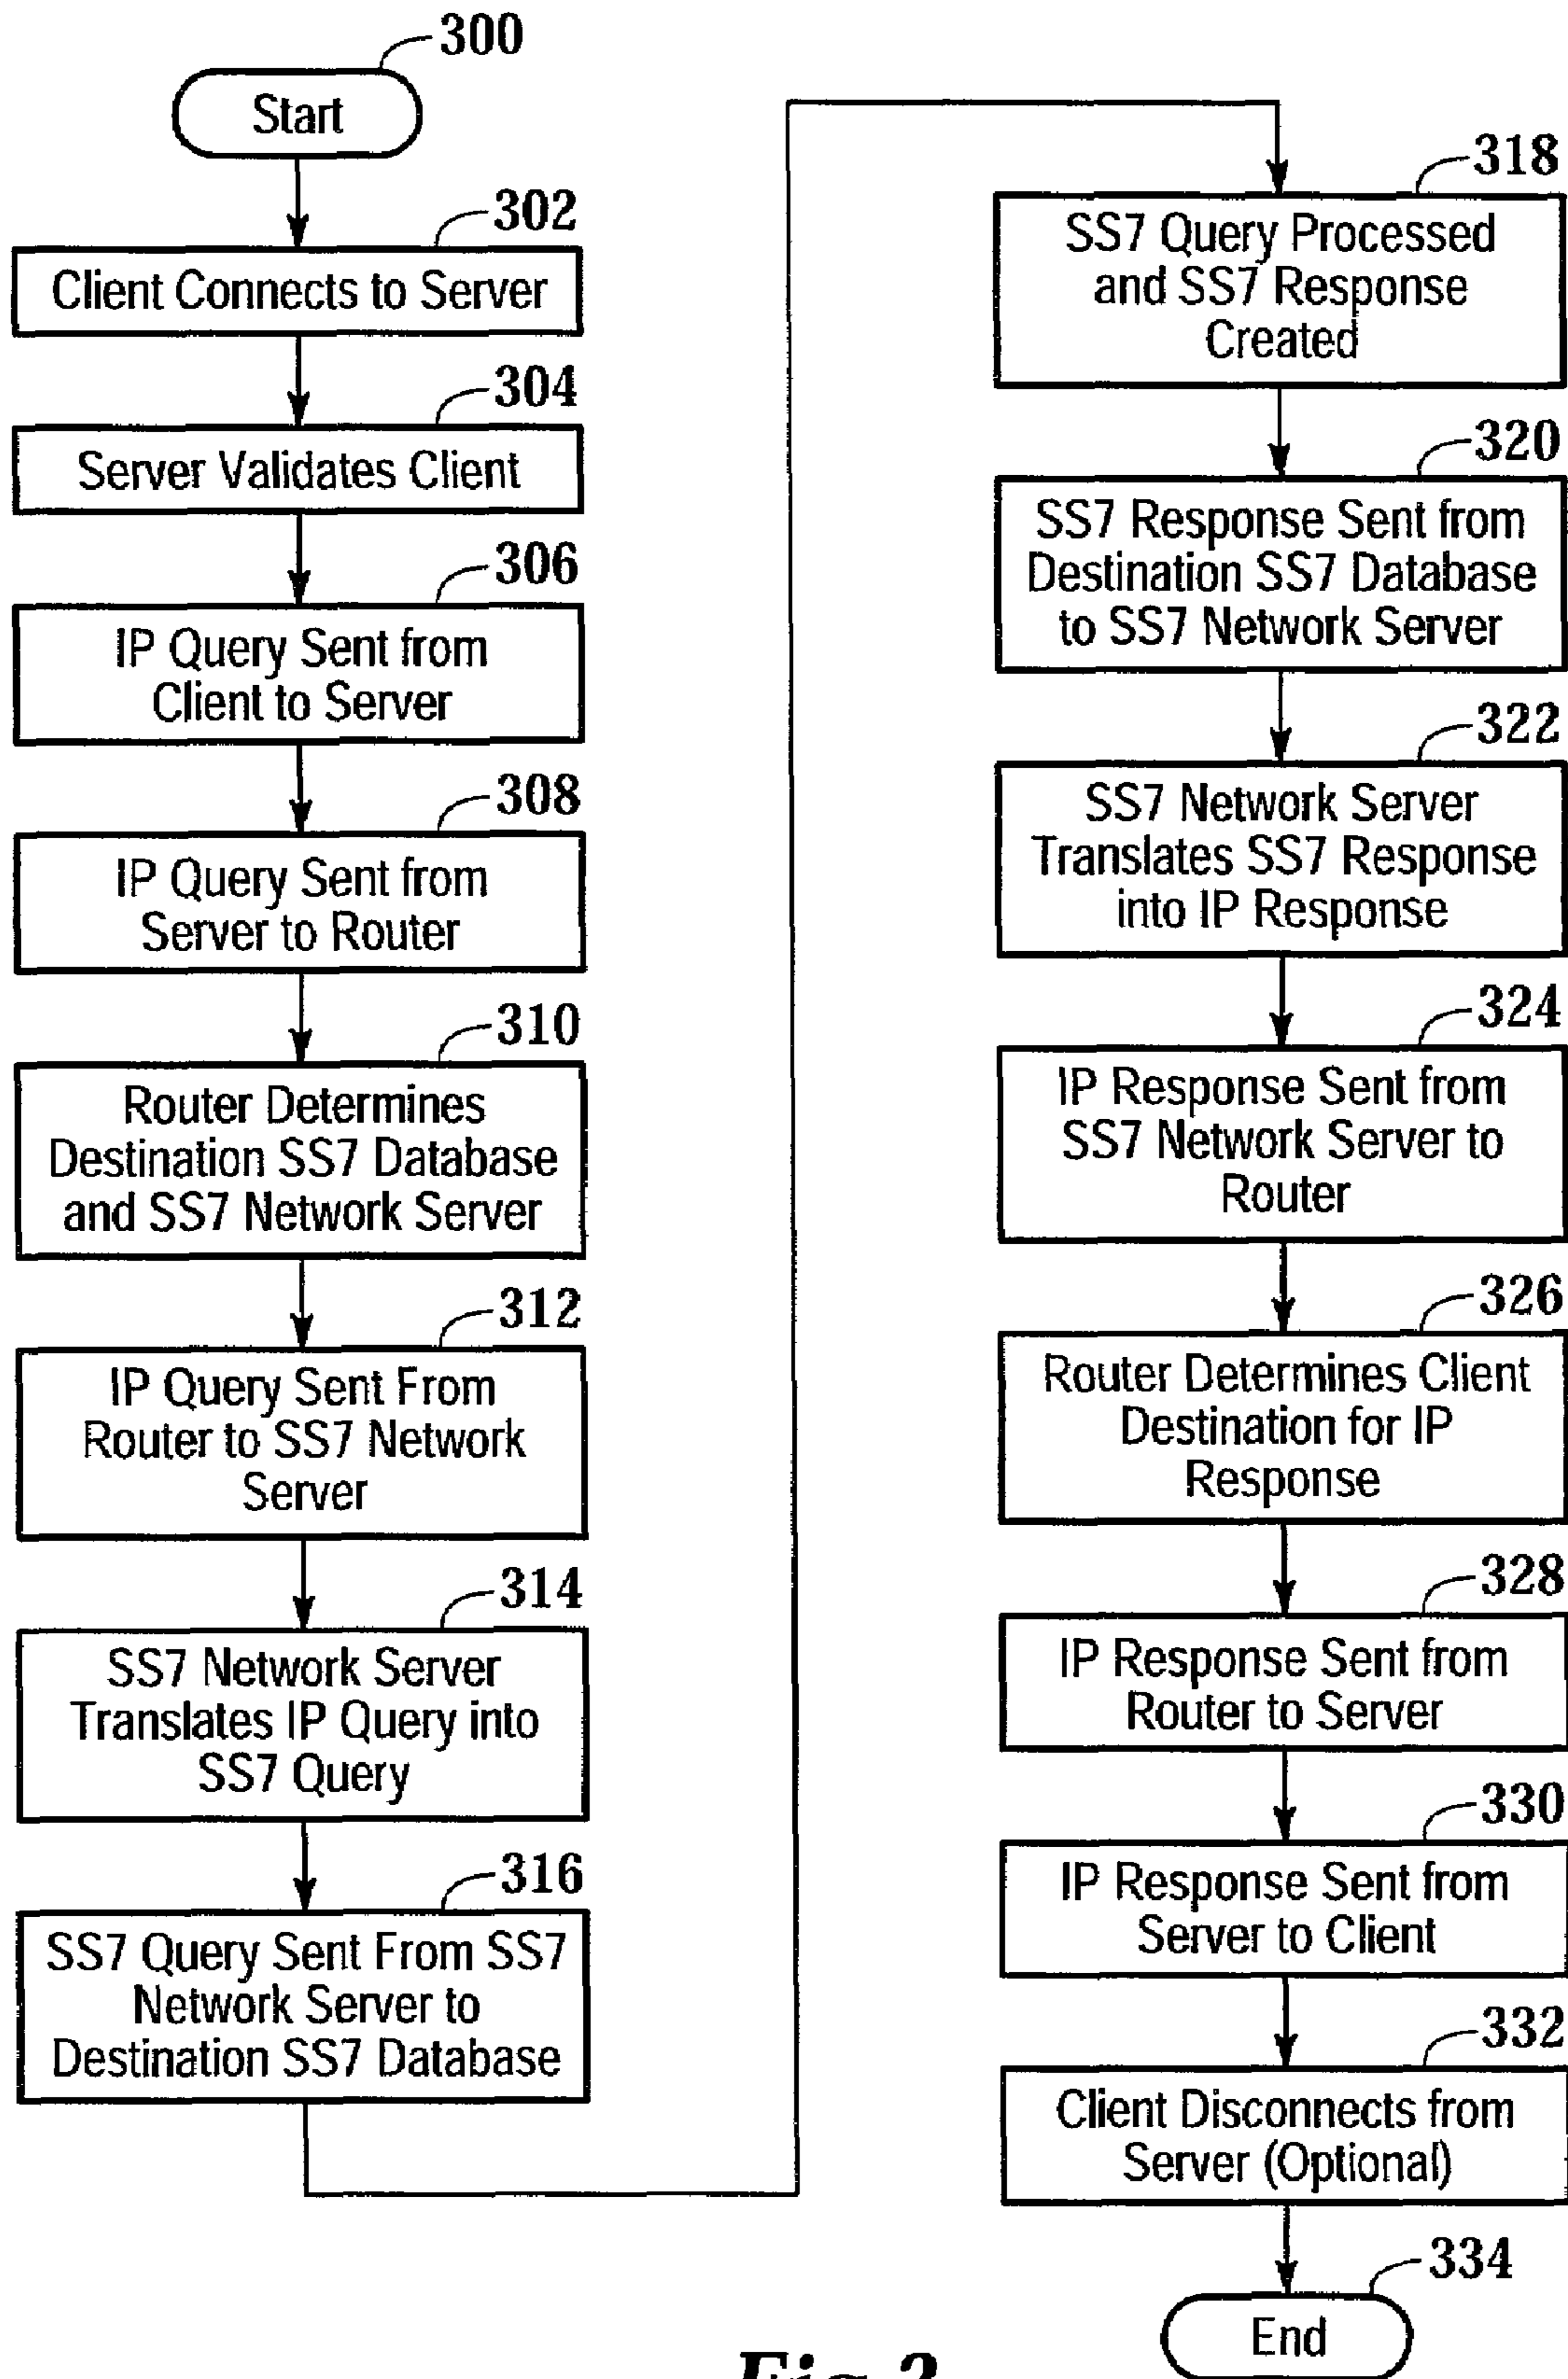 300
Start
302
Client Connects to Server
304
Server Validates Client
306
IP Query Sent from
Client to Server
308
IP Query Sent from
Server to Router
310
Router Determines
Destination SS7 Database
and SS7 Network Server
312
IP Query Sent From
Router to SS7 Network
Server
314
SS7 Network Server
Translates IP Query into
SS7 Query
316
SS7 Query Sent From SS7
Network Server to
Destination SS7 Database
318
SS7 Query Processed
and SS7 Response
Created
320
SS7 Response Sent from
Destination SS7 Database
to SS7 Network Server
322
SS7 Network Server
Translates SS7 Response
into IP Response
324
IP Response Sent from
SS7 Network Server to
Router
326
Router Determines Client
Destination for IP
Response
328
IP Response Sent from
Router to Server
330
IP Response Sent from
Server to Client
332
Client Disconnects from
Server (Optional)
334
End